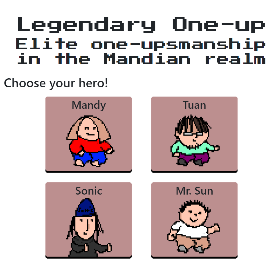 Legendary One-up
Elite one-upsmanship
in the Mandian realm
Choose your hero!
Mandy
Tuan
Sonic
Mr. Sun